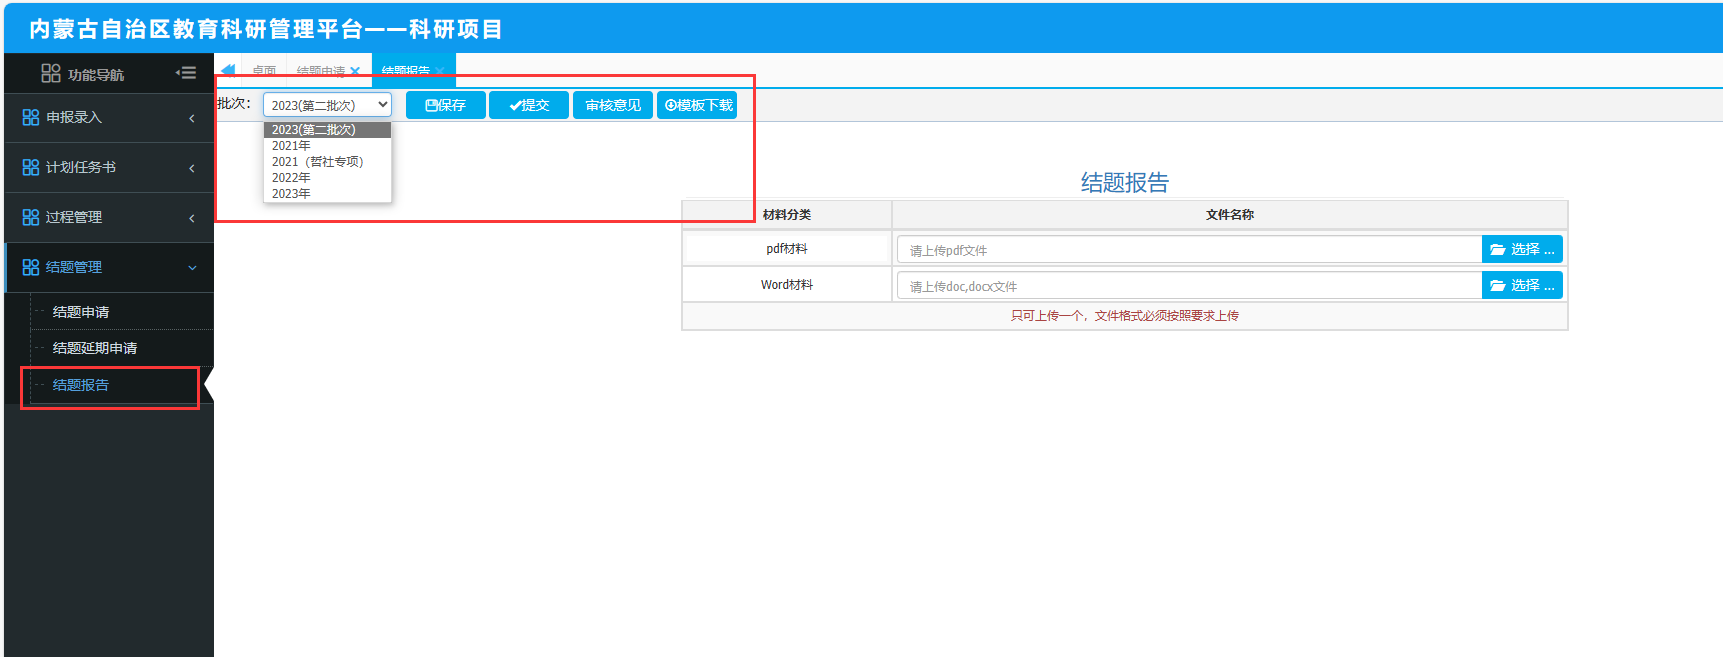 内蒙古自治区教育科研管理平台——科研项目
功能导航
桌面 结题申请 结题报告
批次： 2023(第二批次) 保存 提交 审核意见 模板下载
2023(第二批次)
2021年
2021（哲社专项)
2022年
2023年
申报录入
计划任务书
过程管理
结题管理
结题申请
结题延期申请
结题报告
结题报告
材料分类 文件名称
pdf材料 请上传pdf文件 选择 ...
Word材料 请上传doc,docx文件 选择 ...
只可上传一个，文件格式必须按照要求上传